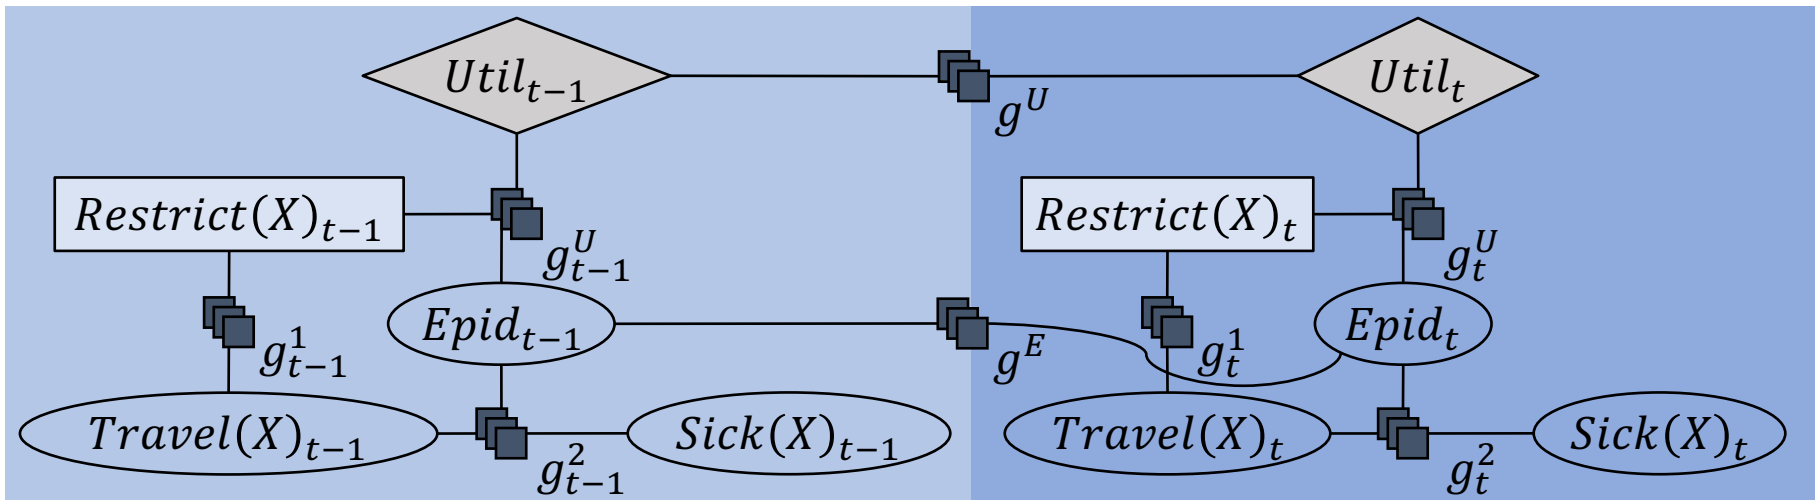 Util_{t−1}
g^U
Util_t
Restrict(X)_{t−1}
g^U_{t−1}
Restrict(X)_t
g^U_t
g^1_{t−1}
Epid_{t−1}
g^E
g^1_t
Epid_t
Travel(X)_{t−1}
g^2_{t−1}
Sick(X)_{t−1}
Travel(X)_t
g^2_t
Sick(X)_t